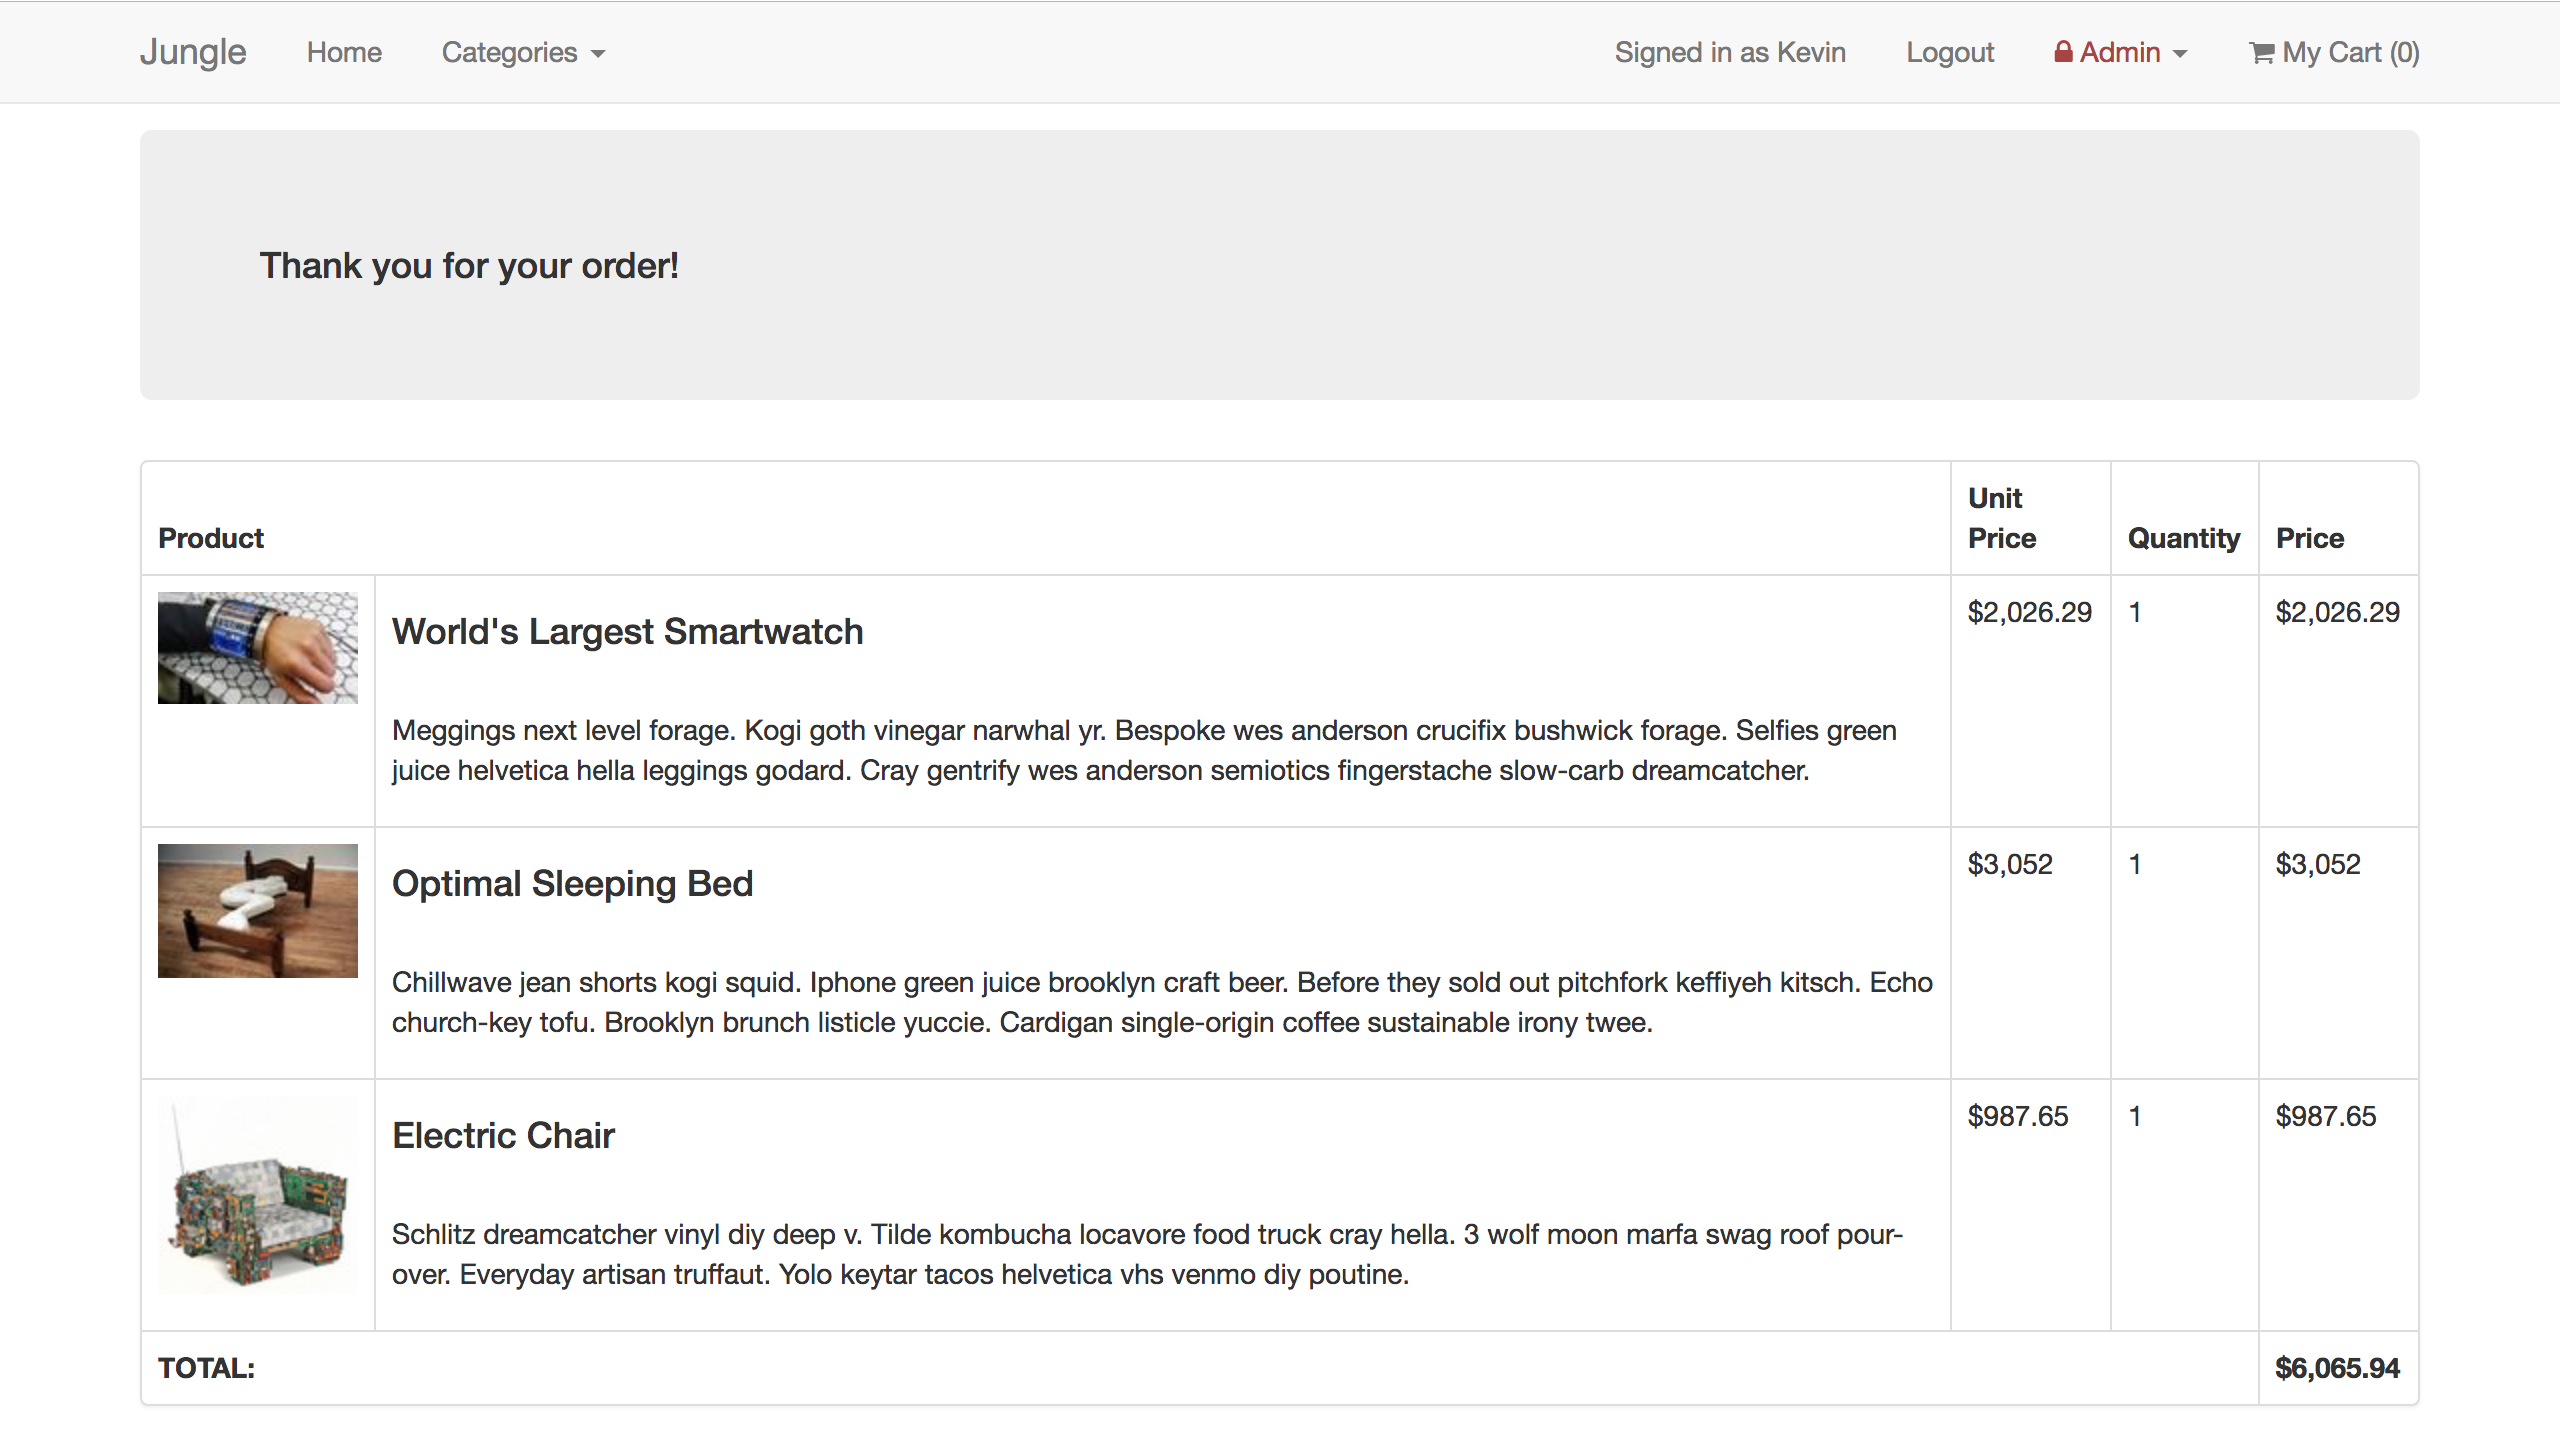 Jungle Home Categories Signed in as Kevin Logout Admin My Cart (0)
Thank you for your order!
Product Unit Price Quantity Price
World's Largest Smartwatch $2,026.29 1 $2,026.29
Meggings next level forage. Kogi goth vinegar narwhal yr. Bespoke wes anderson crucifix bushwick forage. Selfies green
juice helvetica hella leggings godard. Cray gentrify wes anderson semiotics fingerstache slow-carb dreamcatcher.
Optimal Sleeping Bed $3,052 1 $3,052
Chillwave jean shorts kogi squid. Iphone green juice brooklyn craft beer. Before they sold out pitchfork keffiyeh kitsch. Echo
church-key tofu. Brooklyn brunch listicle yuccie. Cardigan single-origin coffee sustainable irony twee.
Electric Chair $987.65 1 $987.65
Schlitz dreamcatcher vinyl diy deep v. Tilde kombucha locavore food truck cray hella. 3 wolf moon marfa swag roof pour-
over. Everyday artisan truffaut. Yolo keytar tacos helvetica vhs venmo diy poutine.
TOTAL: $6,065.94